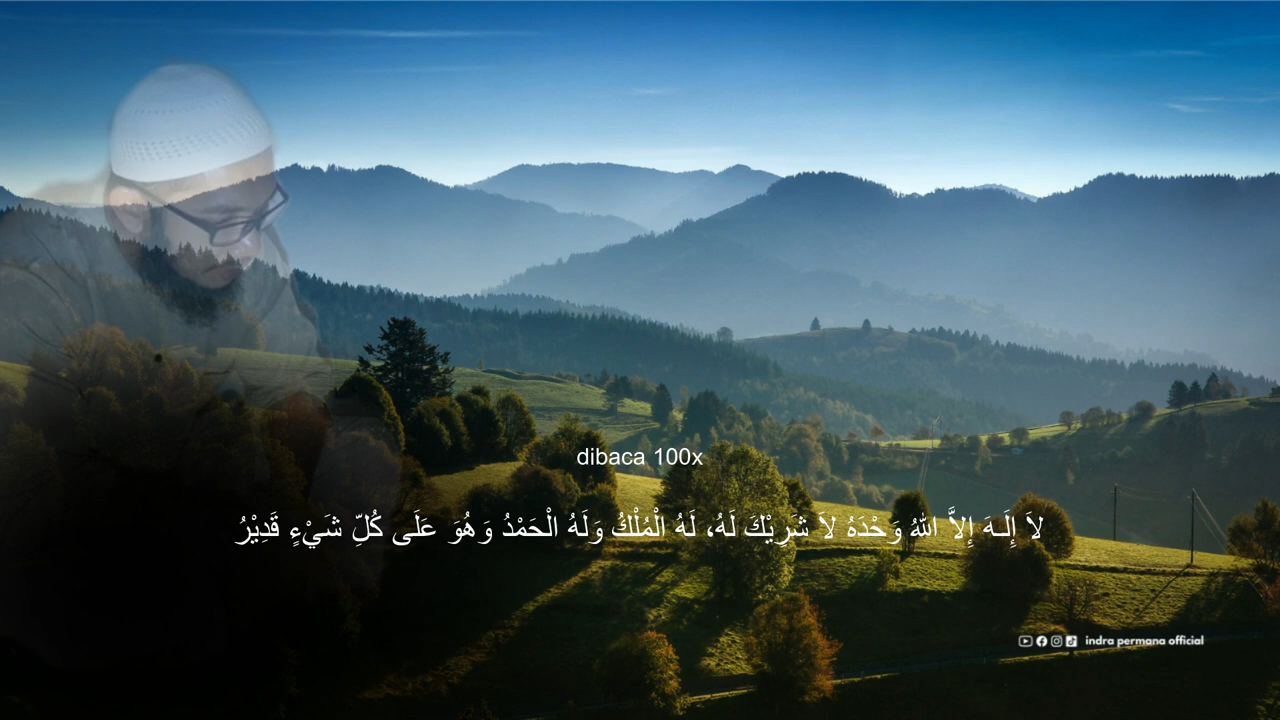 dibaca 100x
لاَ إِلَـهَ إِلاَّ اللهُ وَحْدَهُ لاَ شَرِيْكَ لَهُ، لَهُ الْمُلْكُ وَلَهُ الْحَمْدُ وَهُوَ عَلَى كُلِّ شَيْءٍ قَدِيْرُ
indra permana official